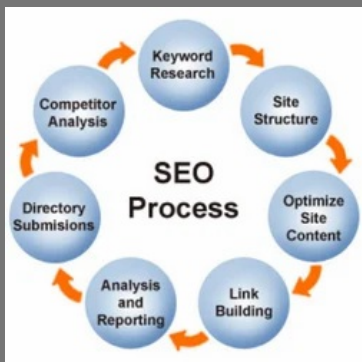 Keyword
Research
Site
Structure
Optimize
Site
Content
Link
Building
Analysis
and
Reporting
Directory
Submisions
Competitor
Analysis
SEO
Process